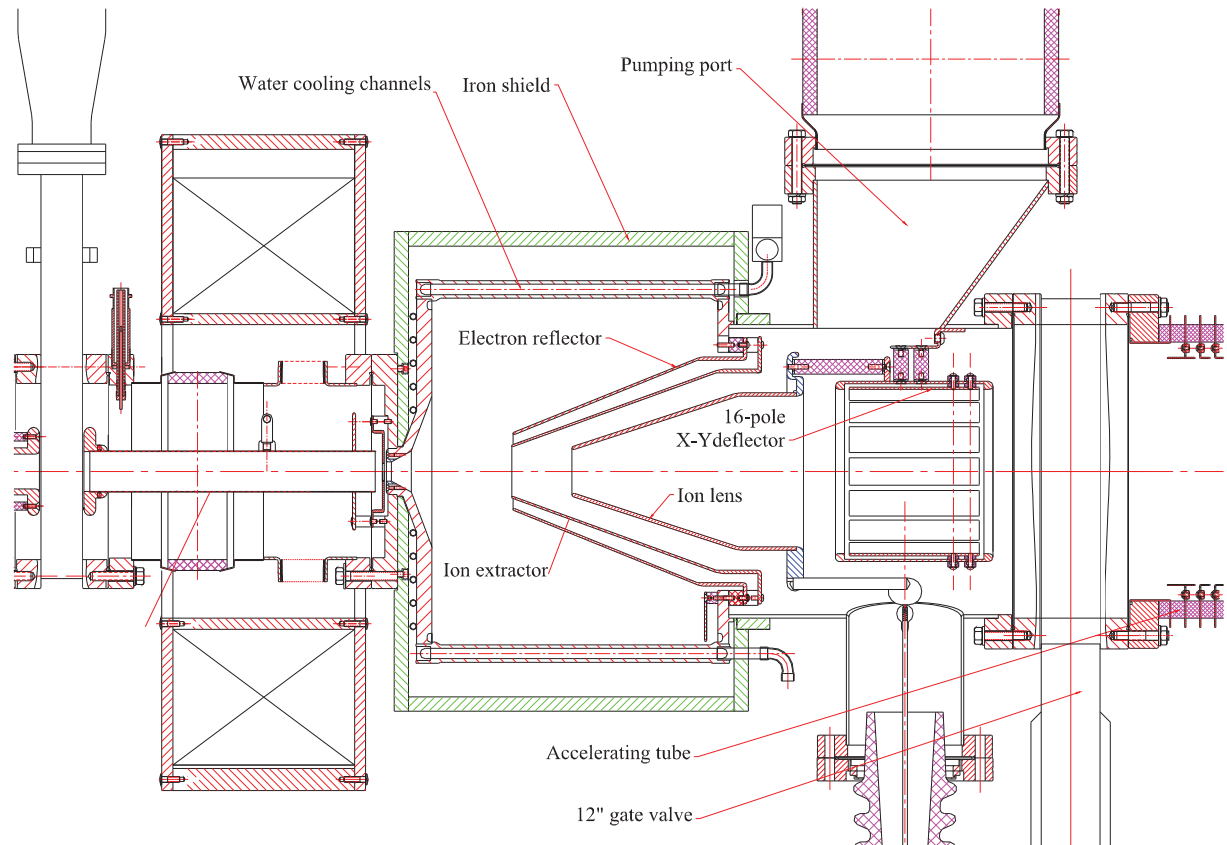 Pumping port
Water cooling channels
Iron shield
Electron reflector
16-pole
X-Ydeflector
Ion lens
Ion extractor
Accelerating tube
12" gate valve